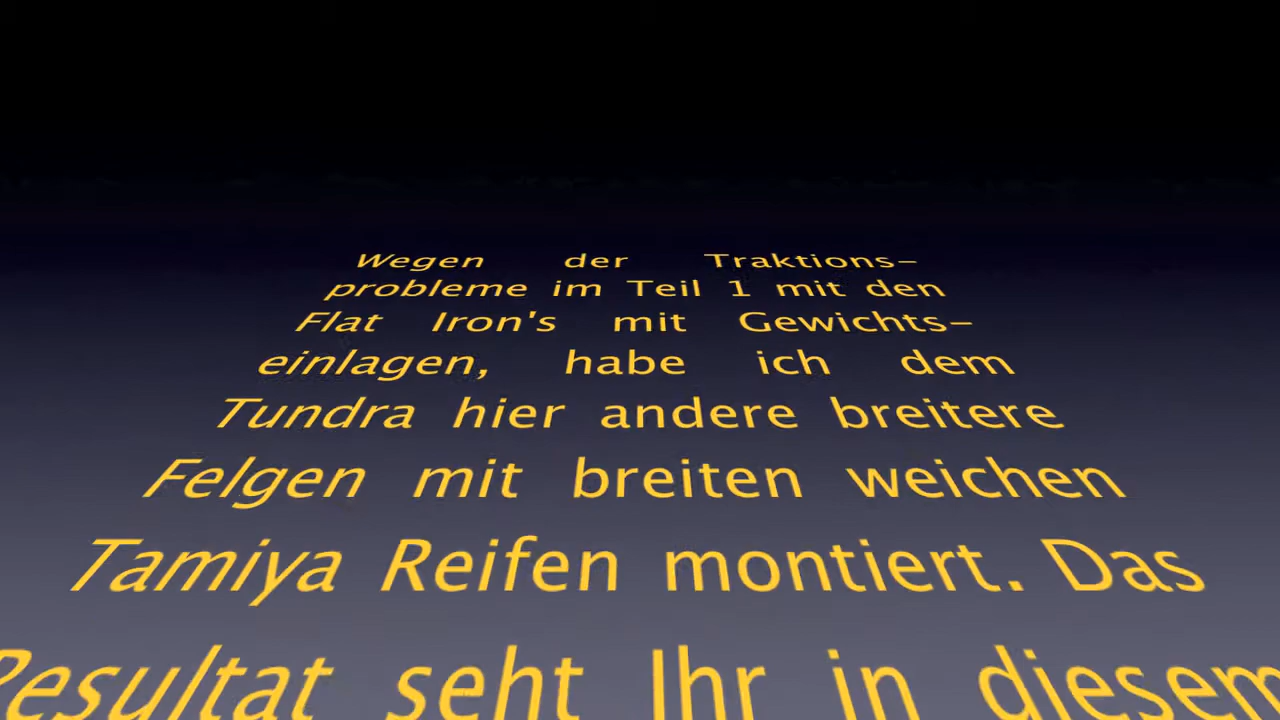 Wegen der Traktions-
probleme im Teil 1 mit den
Flat Iron's mit Gewichts-
einlagen, habe ich dem
Tundra hier andere breitere
Felgen mit breiten weichen
Tamiya Reifen montiert. Das
Resultat seht Ihr in diesem